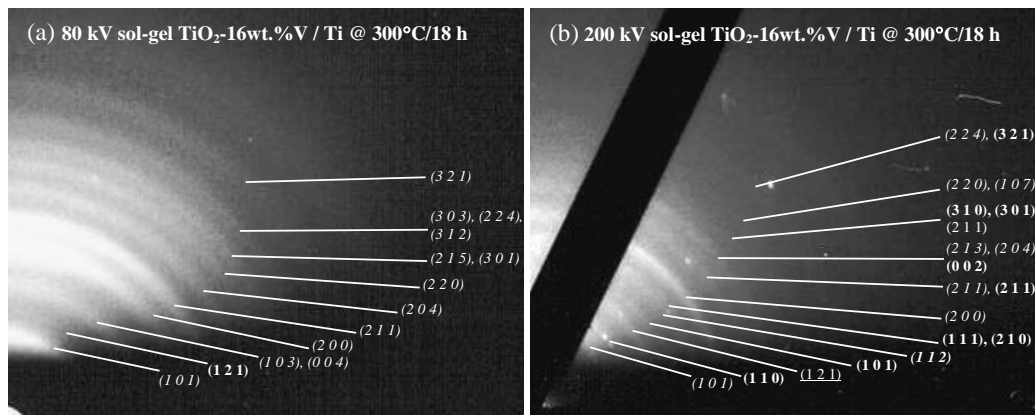 (a) 80 kV sol-gel TiO₂-16wt.%V / Ti @ 300°C/18 h
(3 2 1)
(3 0 3), (2 2 4),
(3 1 2)
(2 1 5), (3 0 1)
(2 2 0)
(2 0 4)
(2 1 1)
(2 0 0)
(1 0 3), (0 0 4)
(1 2 1)
(1 0 1)
(b) 200 kV sol-gel TiO₂-16wt.%V / Ti @ 300°C/18 h
(2 2 4), (3 2 1)
(2 2 0), (1 0 7)
(3 1 0), (3 0 1)
(2 1 1)
(2 1 3), (2 0 4)
(0 0 2)
(2 1 1), (2 1 1)
(2 0 0)
(1 1 1), (2 1 0)
(1 1 2)
(1 0 1)
(1 2 1)
(1 1 0)
(1 0 1)